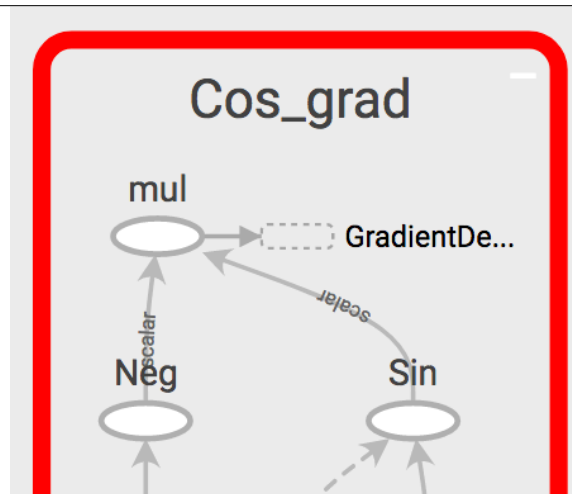 Cos_grad
mul
GradientDe...
scalar
scalar
Neg
Sin